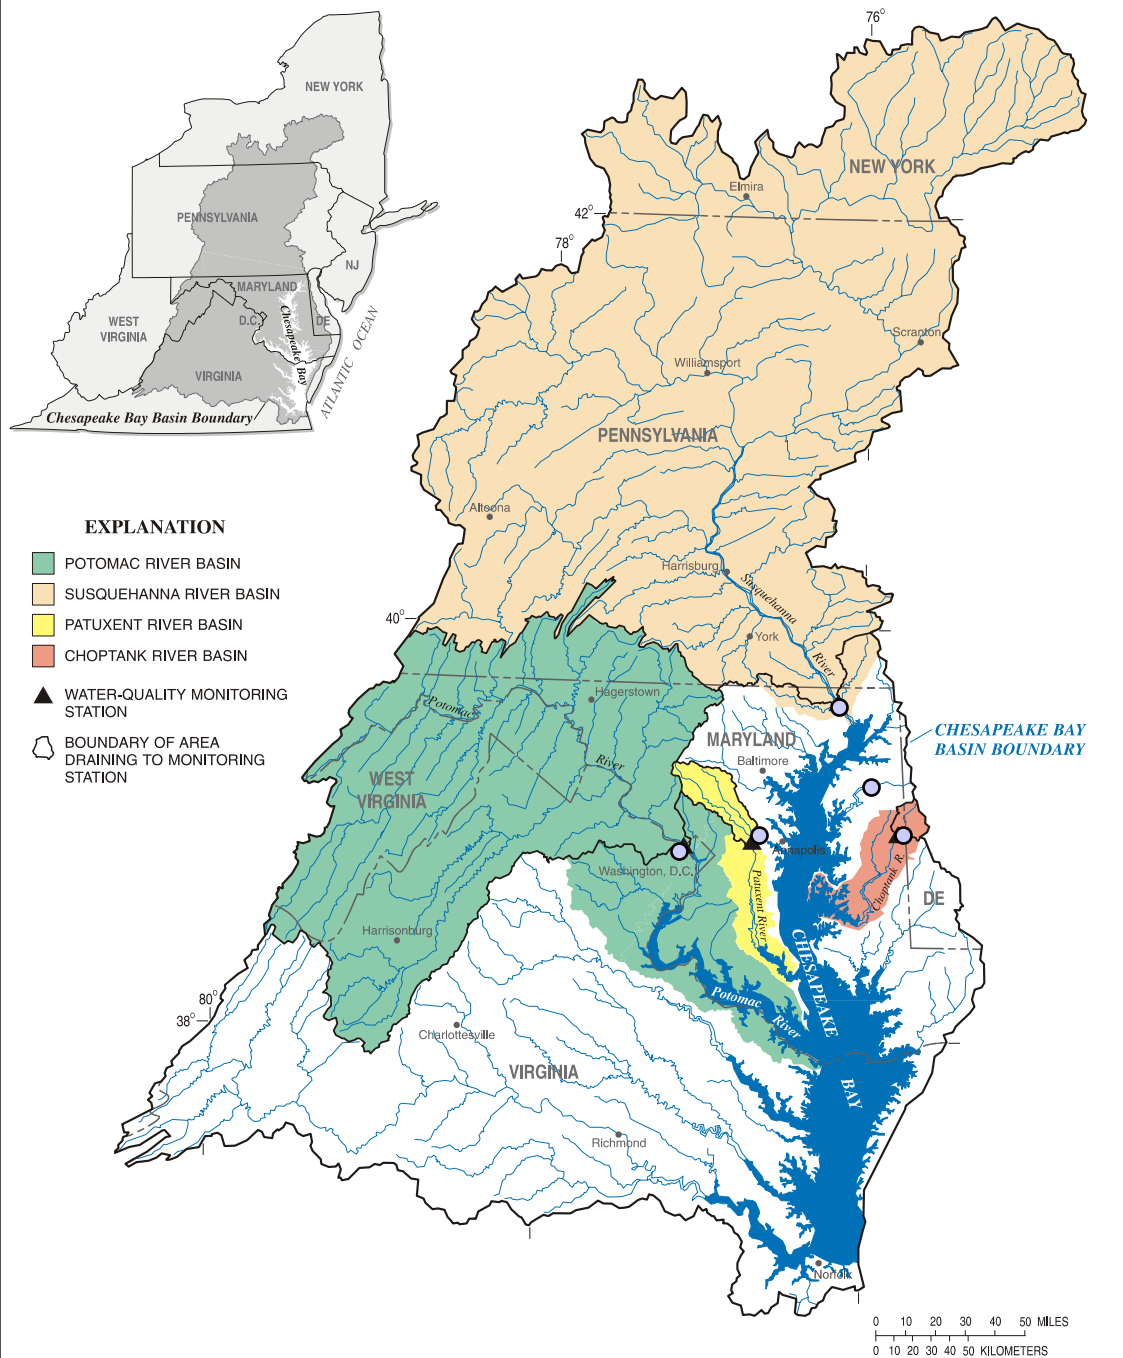 76°
NEW YORK
NEW YORK
Elmira
42°
78°
PENNSYLVANIA
NJ
MARYLAND
D.C.
DE
WEST
VIRGINIA
Chesapeake Bay
VIRGINIA
ATLANTIC OCEAN
Chesapeake Bay Basin Boundary
Scranton
Williamsport
PENNSYLVANIA
Altoona
Harrisburg
Susquehanna
River
York
40°
EXPLANATION
POTOMAC RIVER BASIN
SUSQUEHANNA RIVER BASIN
PATUXENT RIVER BASIN
CHOPTANK RIVER BASIN
WATER-QUALITY MONITORING
STATION
BOUNDARY OF AREA
DRAINING TO MONITORING
STATION
Hagerstown
Potomac
River
MARYLAND
Baltimore
CHESAPEAKE BAY
BASIN BOUNDARY
WEST
VIRGINIA
Annapolis
Washington, D.C.
Patuxent River
Choptank R.
DE
Harrisonburg
CHESAPEAKE
BAY
Potomac
River
80°
38°
Charlottesville
VIRGINIA
Richmond
Norfolk
0 10 20 30 40 50 MILES
0 10 20 30 40 50 KILOMETERS